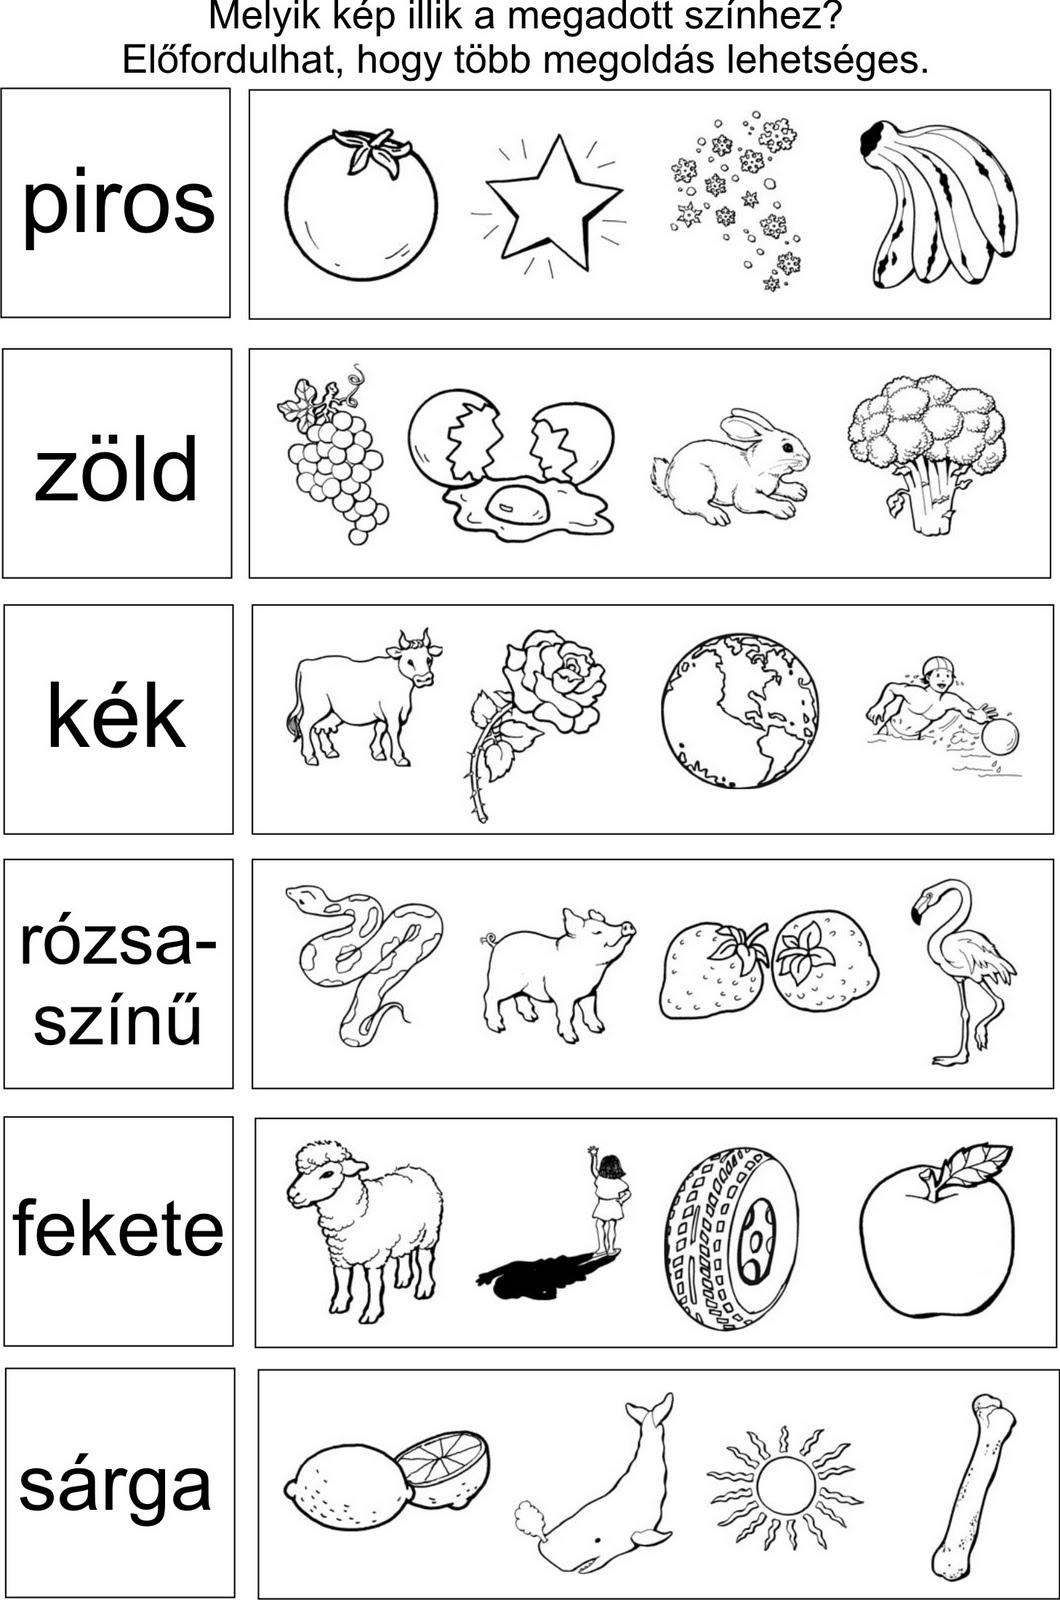 Melyik kép illik a megadott színhez?
Előfordulhat, hogy több megoldás lehetséges.
piros
zöld
kék
rózsa-
színű
fekete
sárga